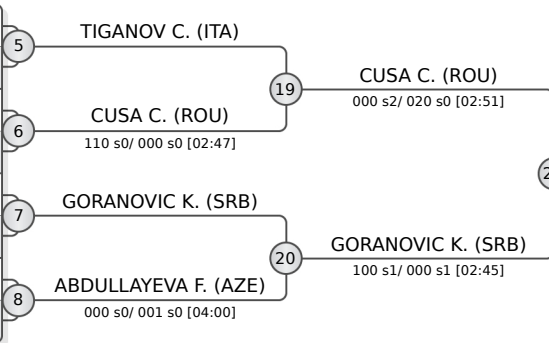 TIGANOV C. (ITA)
5
19
CUSA C. (ROU)
000 s2/ 020 s0 [02:51]
CUSA C. (ROU)
6
110 s0/ 000 s0 [02:47]
GORANOVIC K. (SRB)
7
20
GORANOVIC K. (SRB)
100 s1/ 000 s1 [02:45]
ABDULLAYEVA F. (AZE)
8
000 s0/ 001 s0 [04:00]